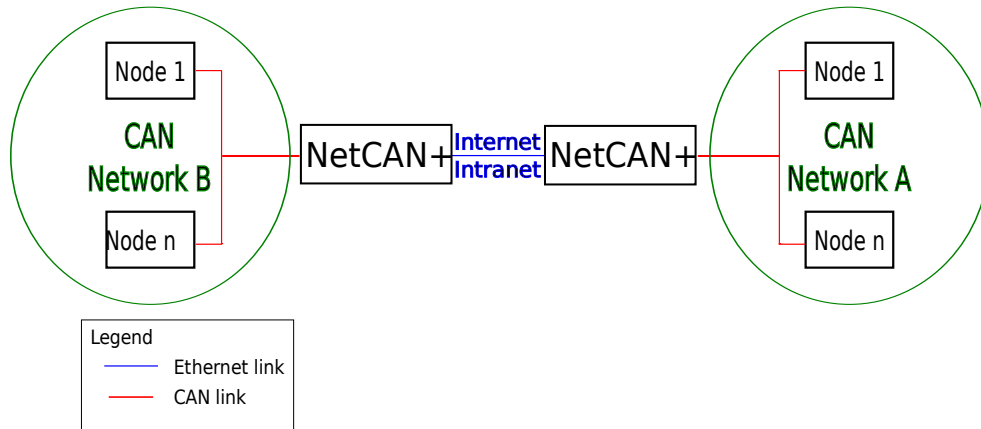 Node 1
CAN
Network B
Node n
NetCAN+
Internet
Intranet
NetCAN+
Node 1
CAN
Network A
Node n
Legend
Ethernet link
CAN link